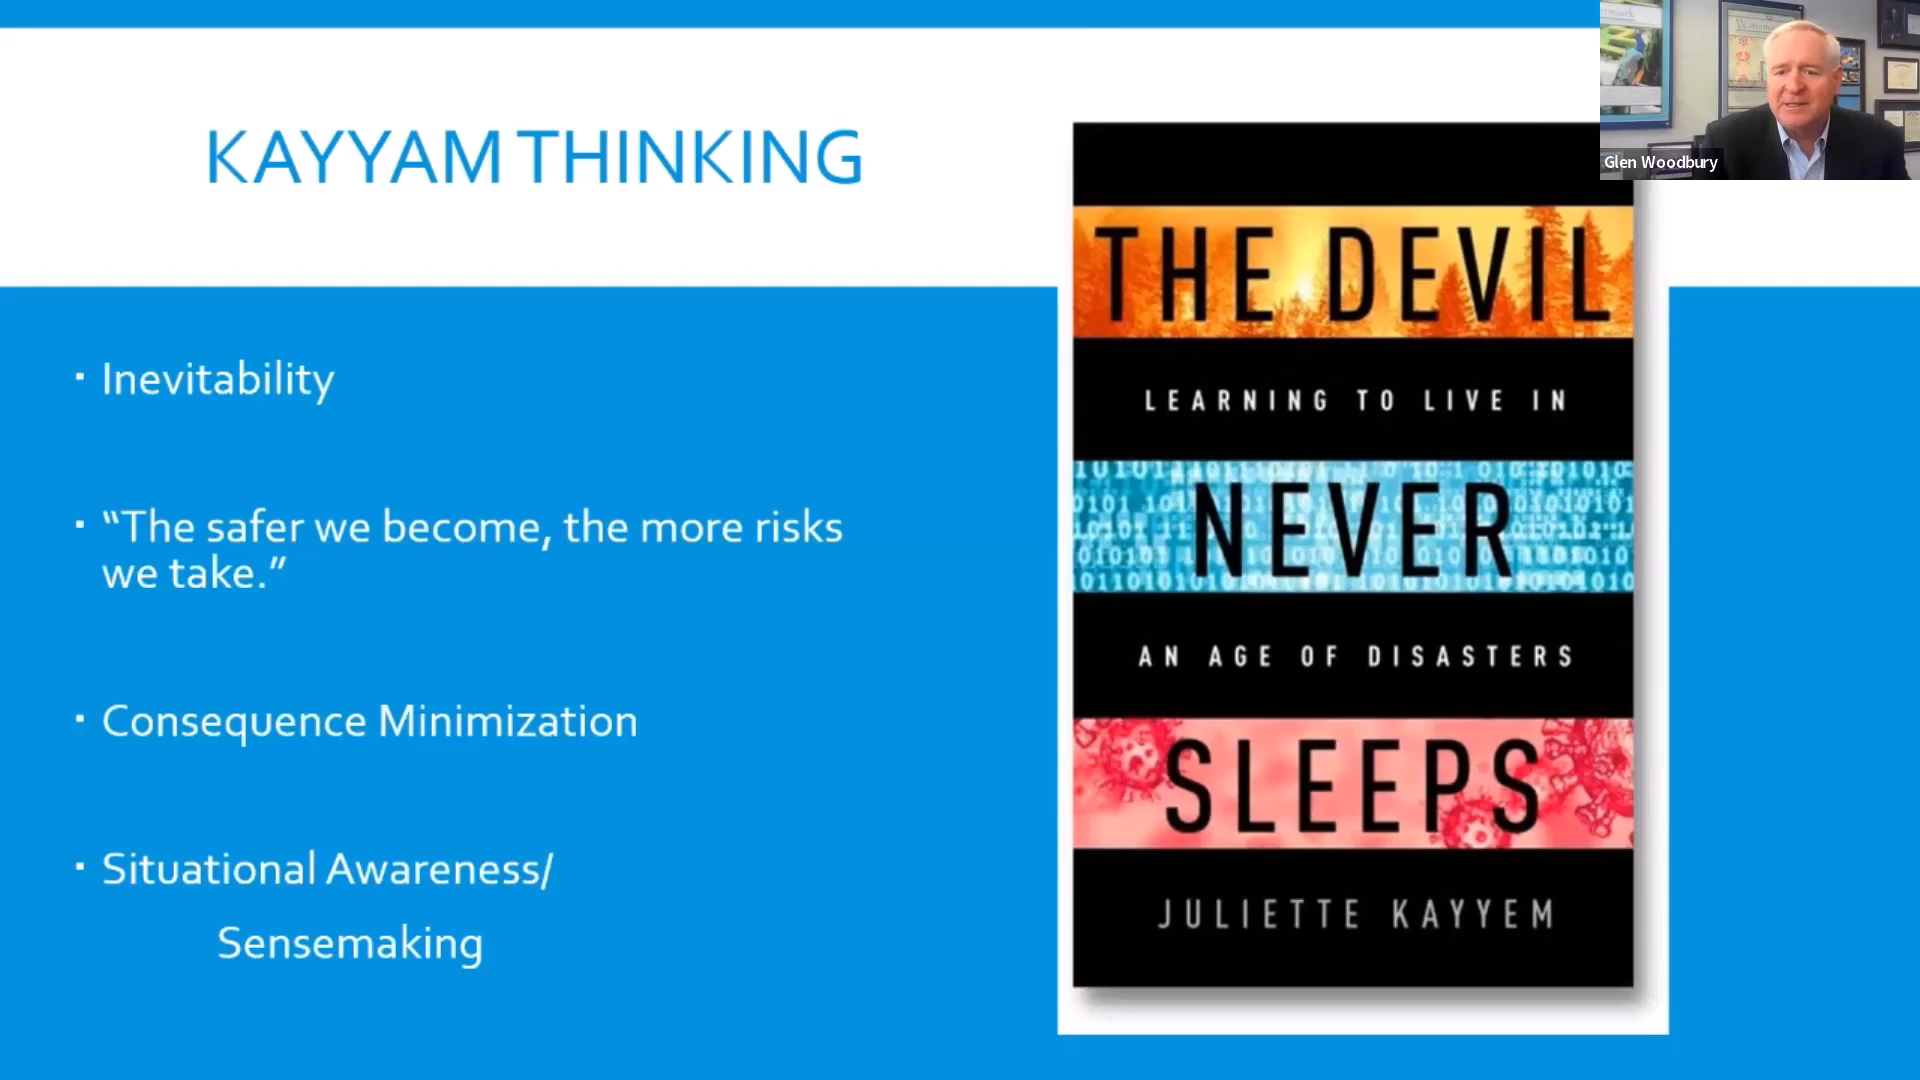 KAYYAM THINKING
▪ Inevitability
▪ “The safer we become, the more risks
we take.”
▪ Consequence Minimization
▪ Situational Awareness/
Sensemaking
THE DEVIL
LEARNING TO LIVE IN
NEVER
AN AGE OF DISASTERS
SLEEPS
JULIETTE KAYYEM
Glen Woodbury